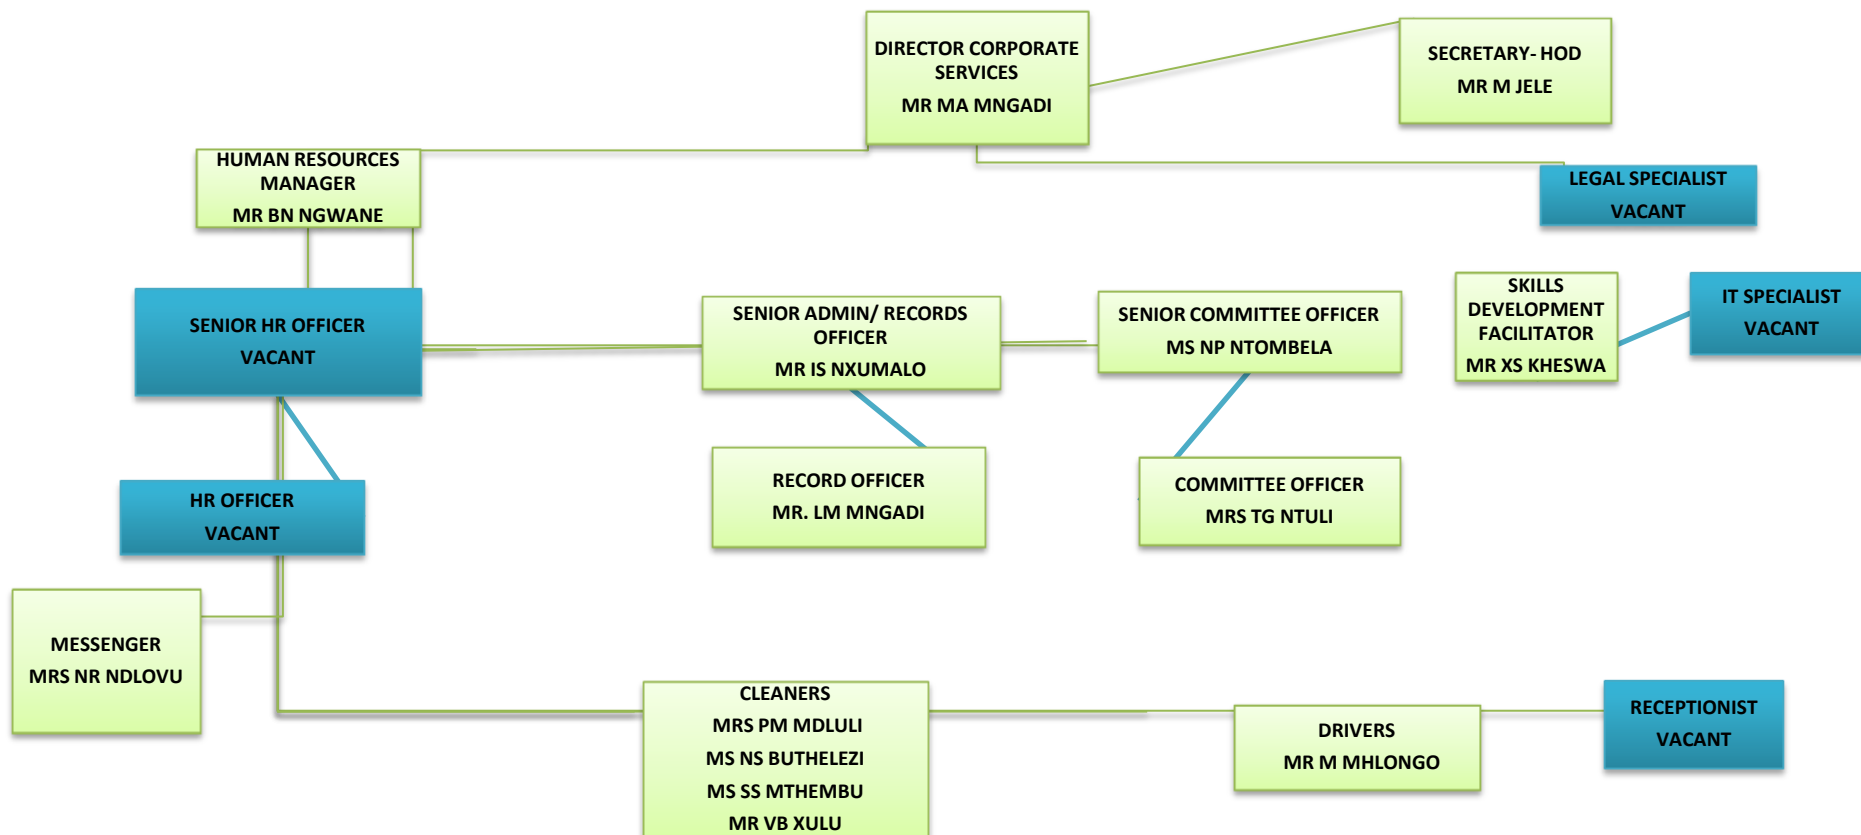 DIRECTOR CORPORATE
SERVICES
MR MA MNGADI
SECRETARY- HOD
MR M JELE
HUMAN RESOURCES
MANAGER
MR BN NGWANE
LEGAL SPECIALIST
VACANT
SENIOR HR OFFICER
VACANT
SENIOR ADMIN/ RECORDS
OFFICER
MR IS NXUMALO
SENIOR COMMITTEE OFFICER
MS NP NTOMBELA
SKILLS
DEVELOPMENT
FACILITATOR
MR XS KHESWA
IT SPECIALIST
VACANT
HR OFFICER
VACANT
RECORD OFFICER
MR. LM MNGADI
COMMITTEE OFFICER
MRS TG NTULI
MESSENGER
MRS NR NDLOVU
CLEANERS
MRS PM MDLULI
MS NS BUTHELEZI
MS SS MTHEMBU
MR VB XULU
DRIVERS
MR M MHLONGO
RECEPTIONIST
VACANT